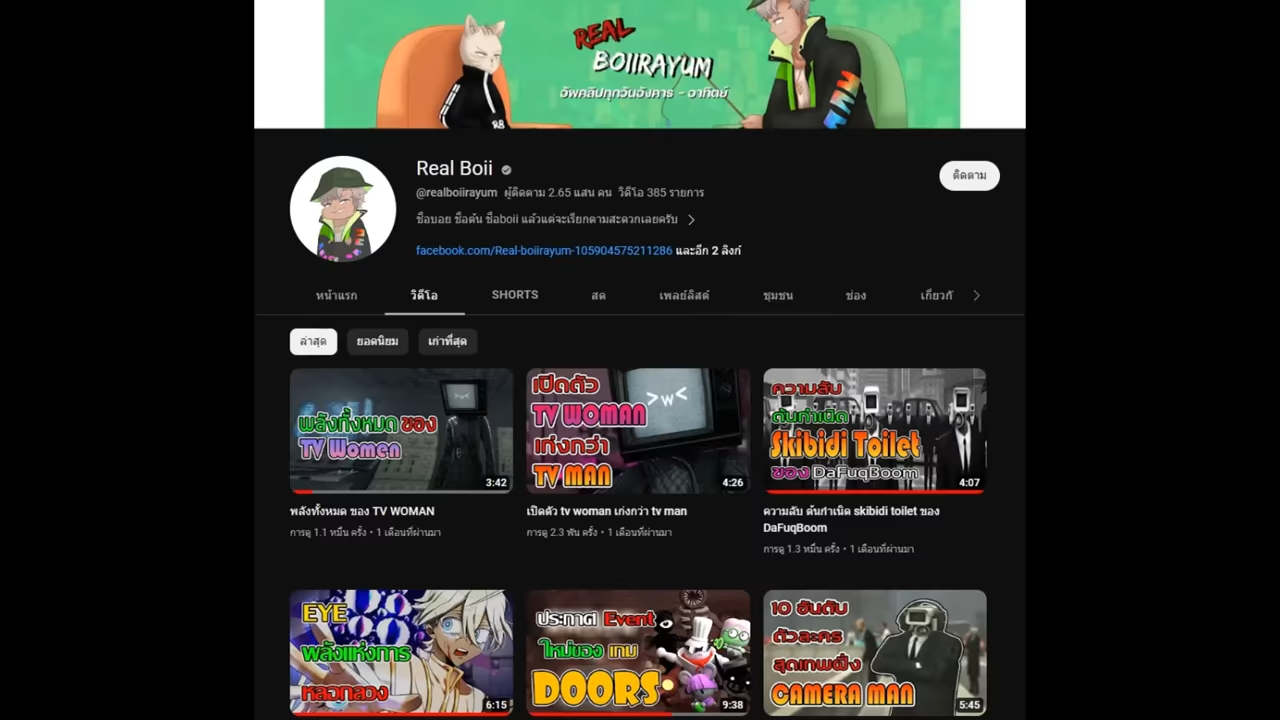 REAL
BOIIRAYUM
อัพคลิปทุกวันอังคาร - อาทิตย์
RB
Real Boii
@realboiirayum ผู้ติดตาม 2.65 แสน คน วิดีโอ 385 รายการ
ติดตาม
ชื่อบอย ชื่อต้น ชื่อboii แล้วแต่จะเรียกตามสะดวกเลยครับ
facebook.com/Real-boiirayum-105904575211286 และอีก 2 ลิงก์
หน้าแรก วิดีโอ SHORTS สด เพลย์ลิสต์ ชุมชน ช่อง เกี่ยวกั
ล่าสุด ยอดนิยม เก่าที่สุด
พลังทั้งหมด ของ
TV Women
3:42
เปิดตัว
TV WOMAN
เก่งกว่า
TV MAN
>w<
4:26
ความลับ
ต้นกำเนิด
Skibidi Toilet
ของ DaFuqBoom
4:07
พลังทั้งหมด ของ TV WOMAN
การดู 1.1 หมื่น ครั้ง • 1 เดือนที่ผ่านมา
เปิดตัว tv woman เก่งกว่า tv man
การดู 2.3 พัน ครั้ง • 1 เดือนที่ผ่านมา
ความลับ ต้นกำเนิด skibidi toilet ของ
DaFuqBoom
การดู 1.3 หมื่น ครั้ง • 1 เดือนที่ผ่านมา
EYE
พลังแห่งการ
หลอกลวง
6:15
ประกาศ Event
ใหม่ของ เกม
DOORS
9:38
10 อันดับ
ตัวละคร
สุดเทพฝั่ง
CAMERA MAN
5:45